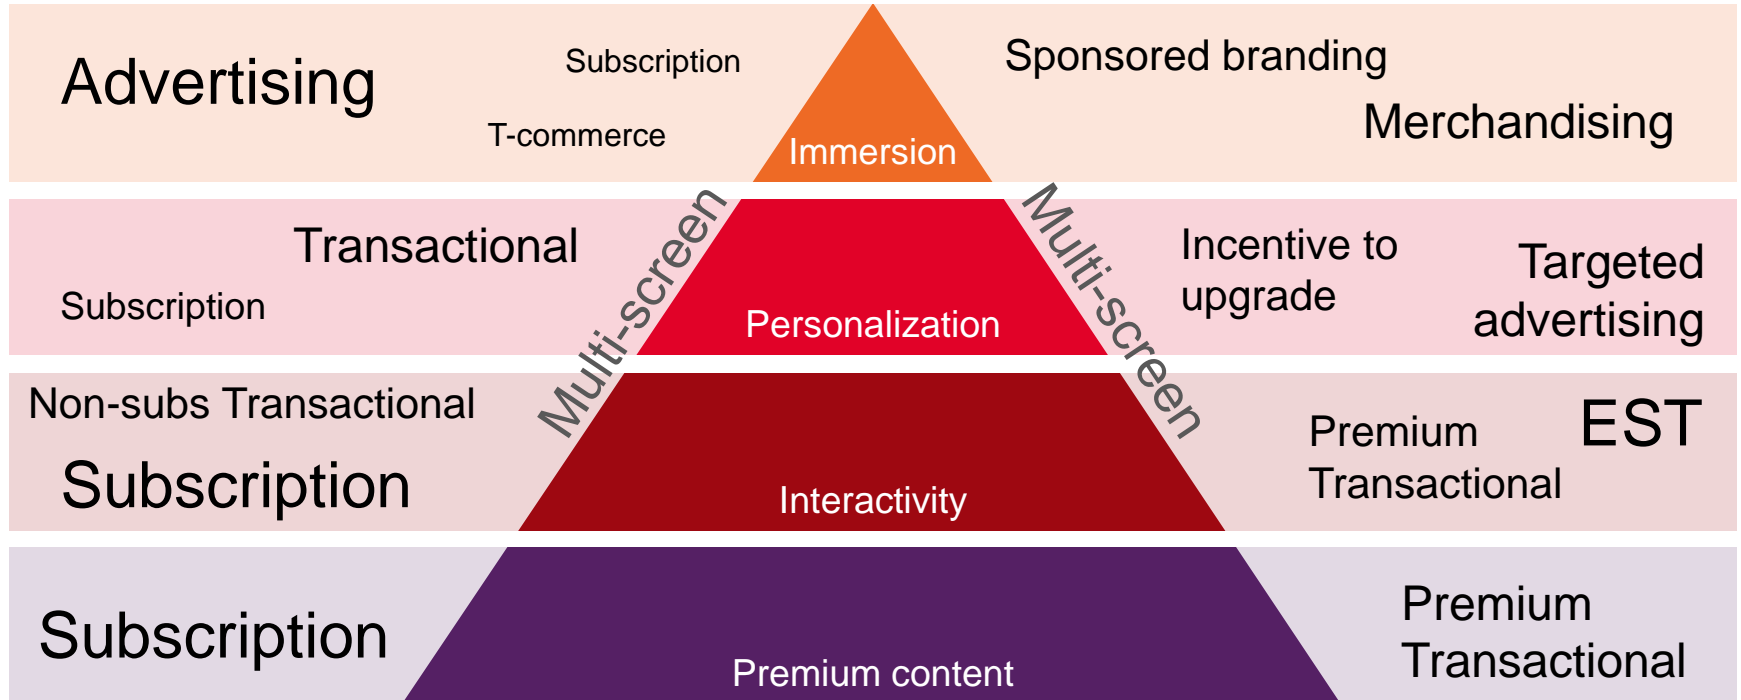 Advertising
Subscription
T-commerce
Immersion
Sponsored branding
Merchandising
Multi-screen
Multi-screen
Transactional
Subscription
Personalization
Incentive to
upgrade
Targeted
advertising
Non-subs Transactional
Subscription
Interactivity
Premium
Transactional
EST
Subscription
Premium content
Premium
Transactional